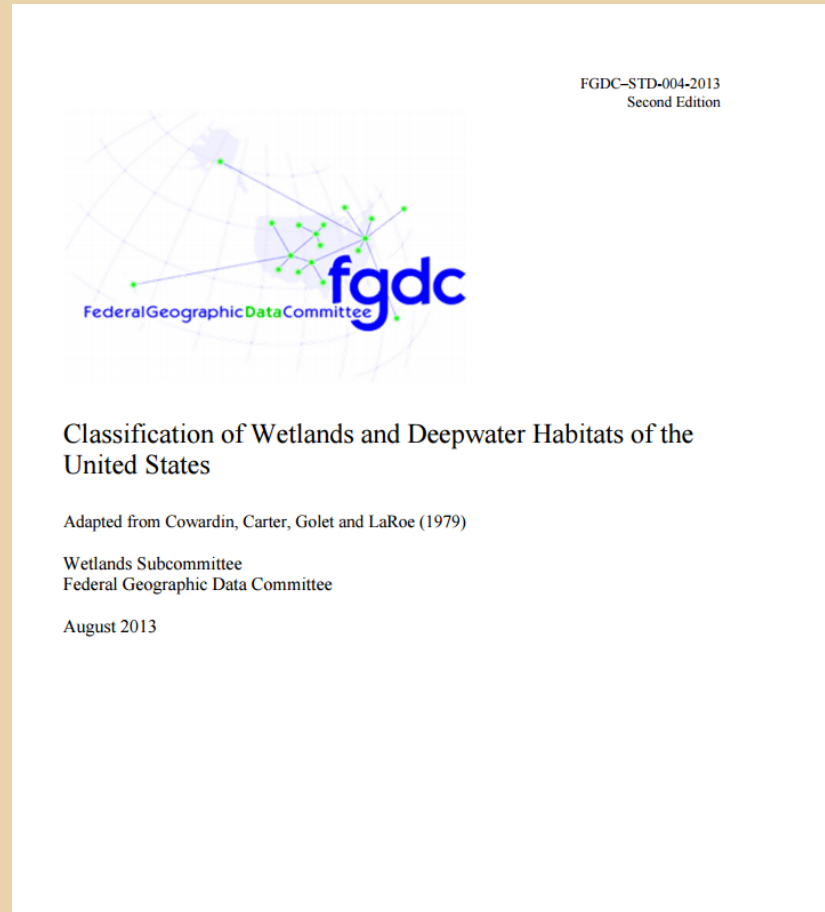 FGDC–STD-004-2013
Second Edition
fgdc
FederalGeographicDataCommittee
Classification of Wetlands and Deepwater Habitats of the
United States
Adapted from Cowardin, Carter, Golet and LaRoe (1979)
Wetlands Subcommittee
Federal Geographic Data Committee
August 2013